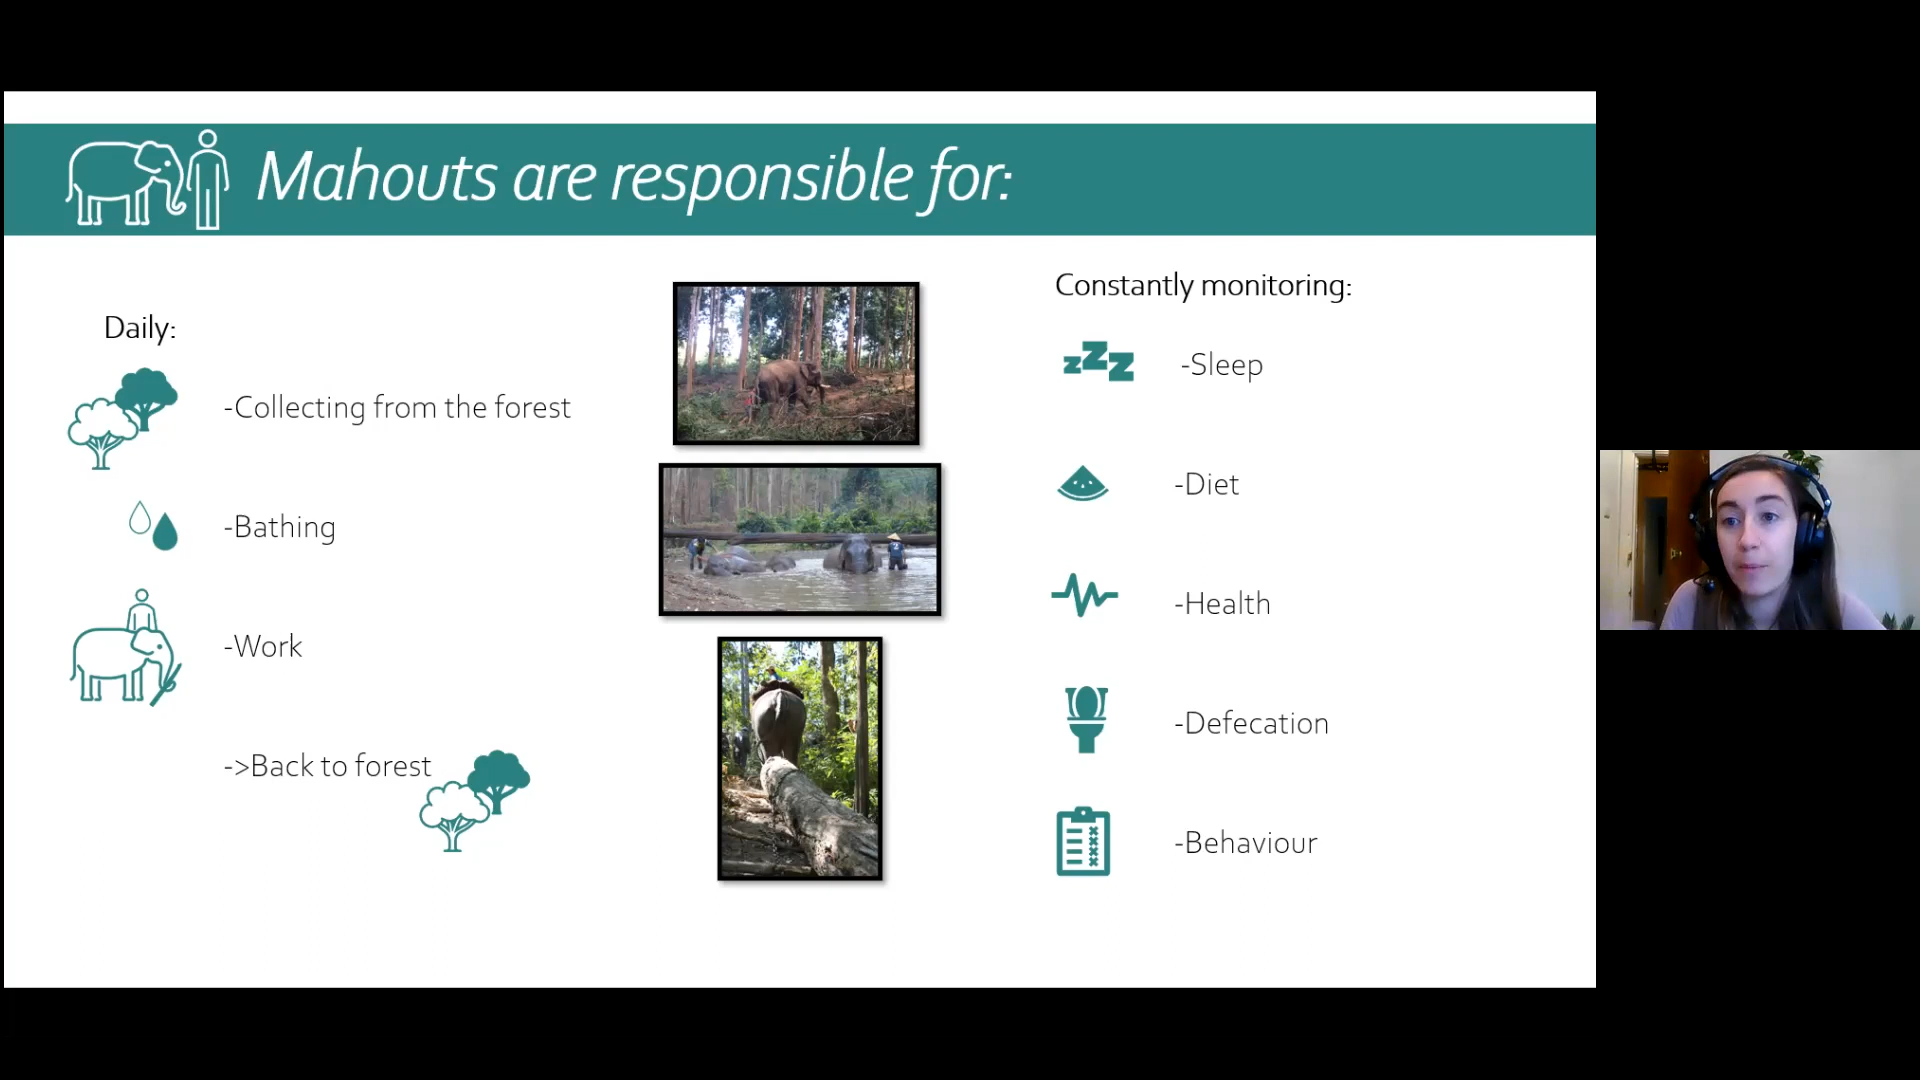 Mahouts are responsible for:
Daily:
-Collecting from the forest
-Bathing
-Work
->Back to forest
Constantly monitoring:
zzz
-Sleep
-Diet
-Health
-Defecation
-Behaviour